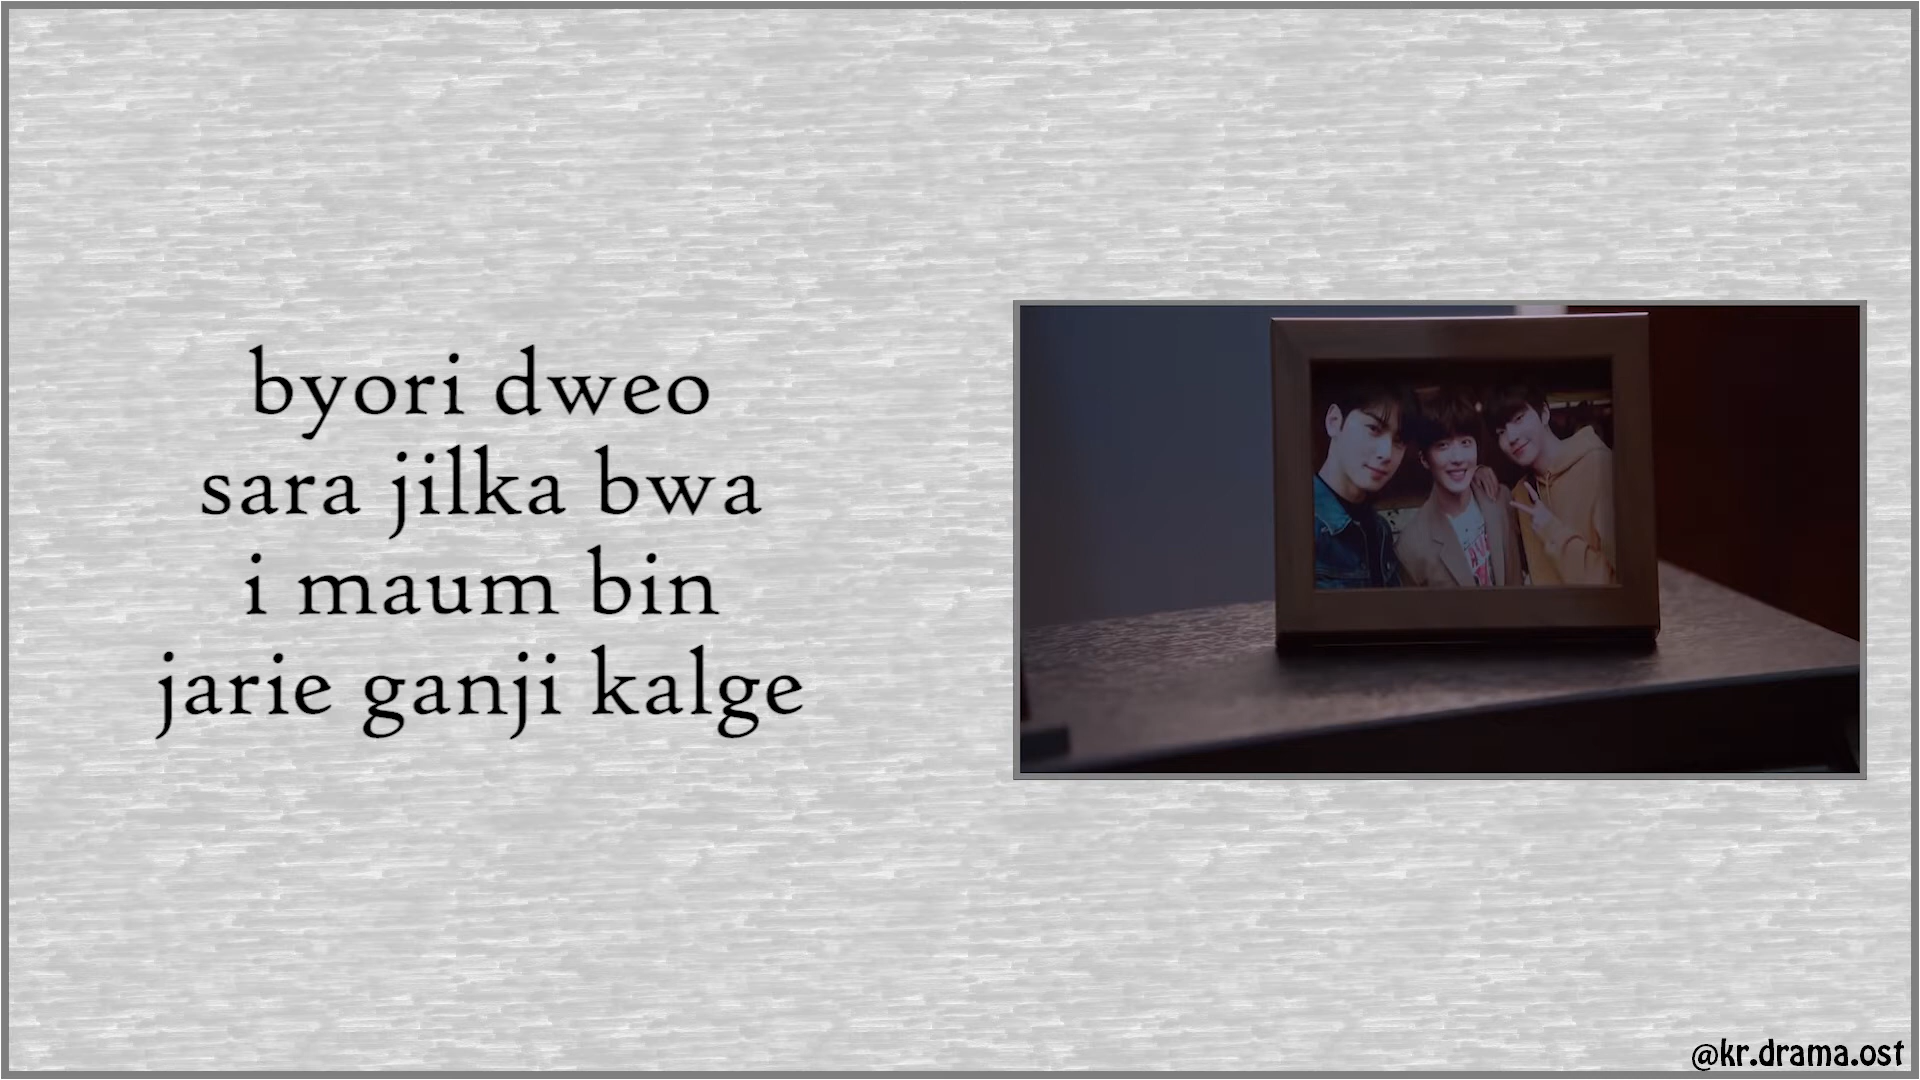 byori dweo
sara jilka bwa
i maum bin
jarie ganji kalge
@kr.drama.ost